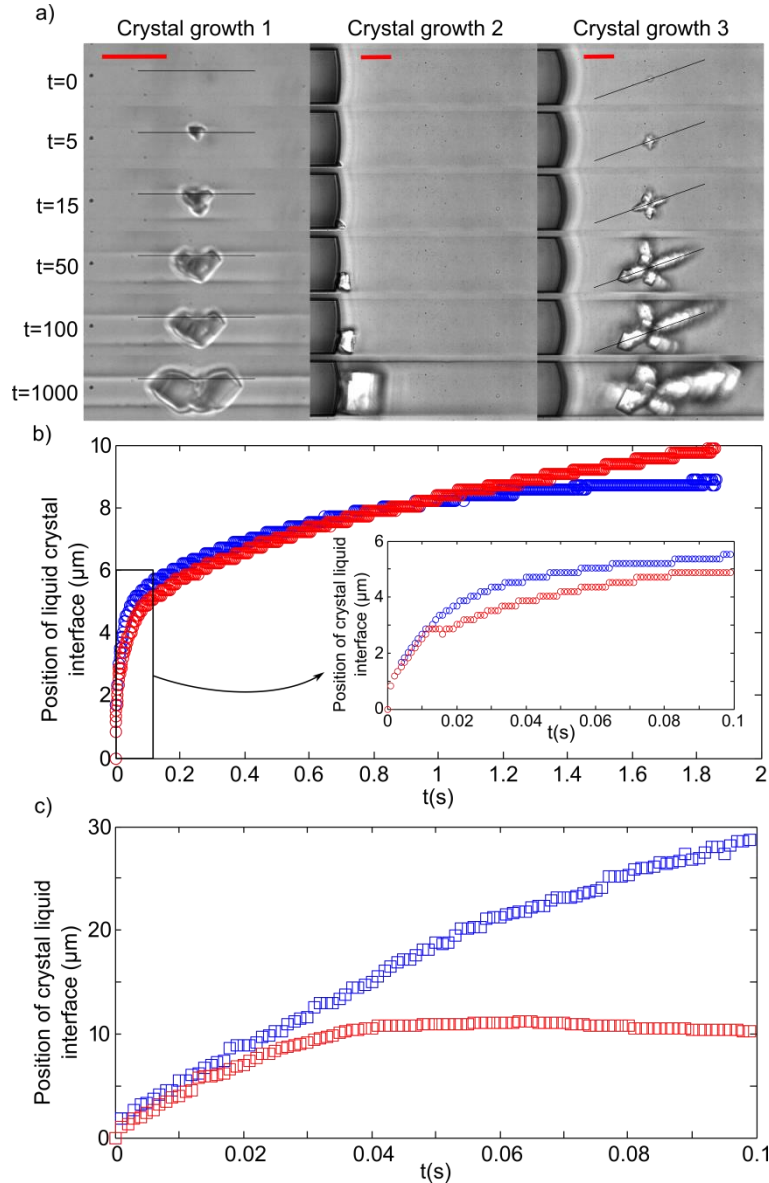 a)
Crystal growth 1 Crystal growth 2 Crystal growth 3
t=0
t=5
t=15
t=50
t=100
t=1000
b)
10
8
6
4
2
0
Position of liquid crystal
interface (μm)
0 0.2 0.4 0.6 0.8 1 1.2 1.4 1.6 1.8 2
t(s)
6
4
2
0
Position of crystal liquid
interface (μm)
0 0.02 0.04 0.06 0.08 0.1
t(s)
c)
30
20
10
0
Position of crystal liquid
interface (μm)
0 0.02 0.04 0.06 0.08 0.1
t(s)